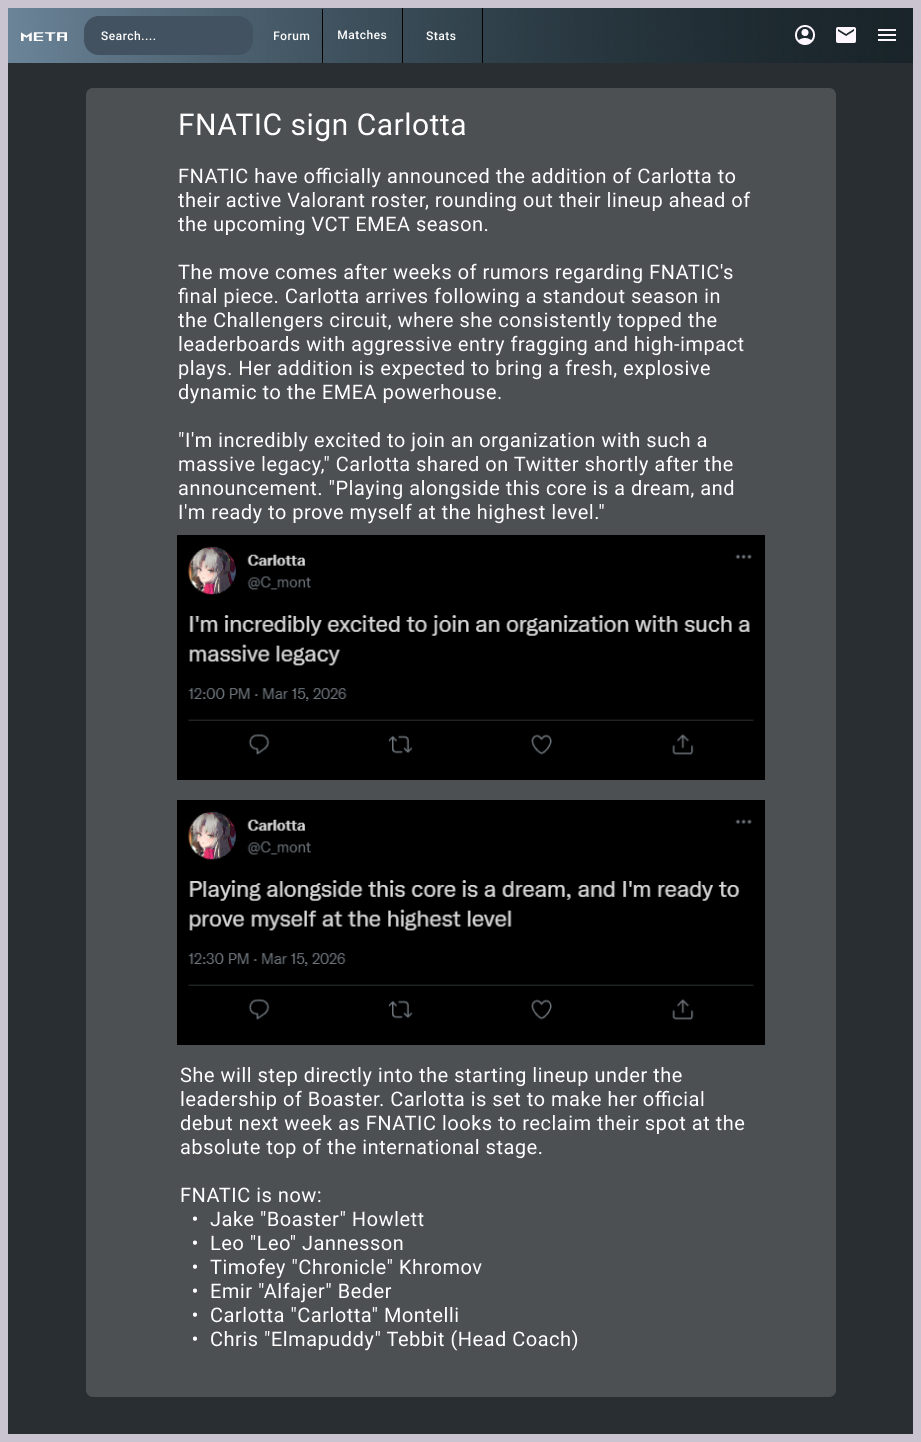 META
Search....
Forum
Matches
Stats
FNATIC sign Carlotta
FNATIC have officially announced the addition of Carlotta to
their active Valorant roster, rounding out their lineup ahead of
the upcoming VCT EMEA season.
The move comes after weeks of rumors regarding FNATIC's
final piece. Carlotta arrives following a standout season in
the Challengers circuit, where she consistently topped the
leaderboards with aggressive entry fragging and high-impact
plays. Her addition is expected to bring a fresh, explosive
dynamic to the EMEA powerhouse.
"I'm incredibly excited to join an organization with such a
massive legacy," Carlotta shared on Twitter shortly after the
announcement. "Playing alongside this core is a dream, and
I'm ready to prove myself at the highest level."
Carlotta
@C_mont
I'm incredibly excited to join an organization with such a
massive legacy
12:00 PM · Mar 15, 2026
Carlotta
@C_mont
Playing alongside this core is a dream, and I'm ready to
prove myself at the highest level
12:30 PM · Mar 15, 2026
She will step directly into the starting lineup under the
leadership of Boaster. Carlotta is set to make her official
debut next week as FNATIC looks to reclaim their spot at the
absolute top of the international stage.
FNATIC is now:
• Jake "Boaster" Howlett
• Leo "Leo" Jannesson
• Timofey "Chronicle" Khromov
• Emir "Alfajer" Beder
• Carlotta "Carlotta" Montelli
• Chris "Elmapuddy" Tebbit (Head Coach)